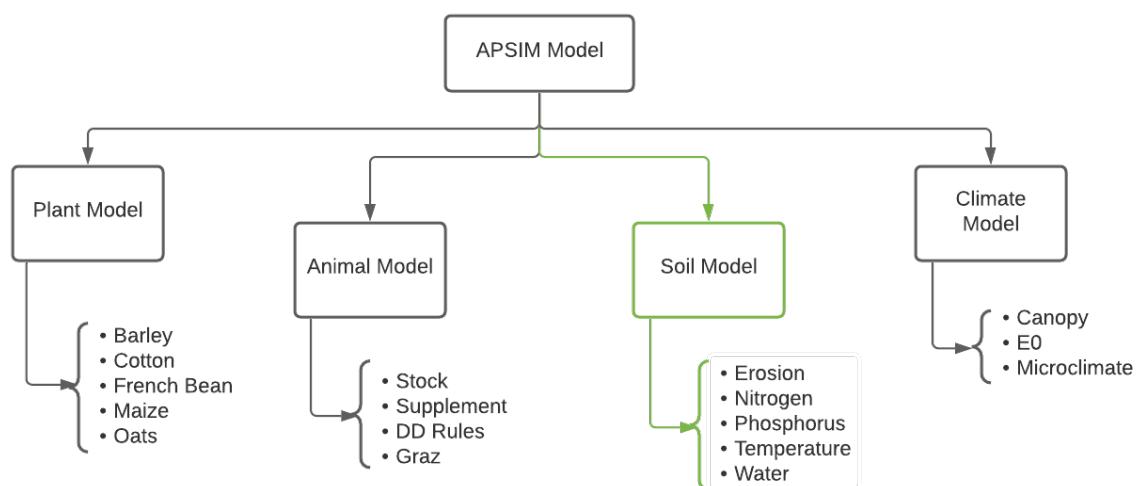 APSIM Model
Plant Model
• Barley
• Cotton
• French Bean
• Maize
• Oats
Animal Model
• Stock
• Supplement
• DD Rules
• Graz
Soil Model
• Erosion
• Nitrogen
• Phosphorus
• Temperature
• Water
Climate
Model
• Canopy
• E0
• Microclimate